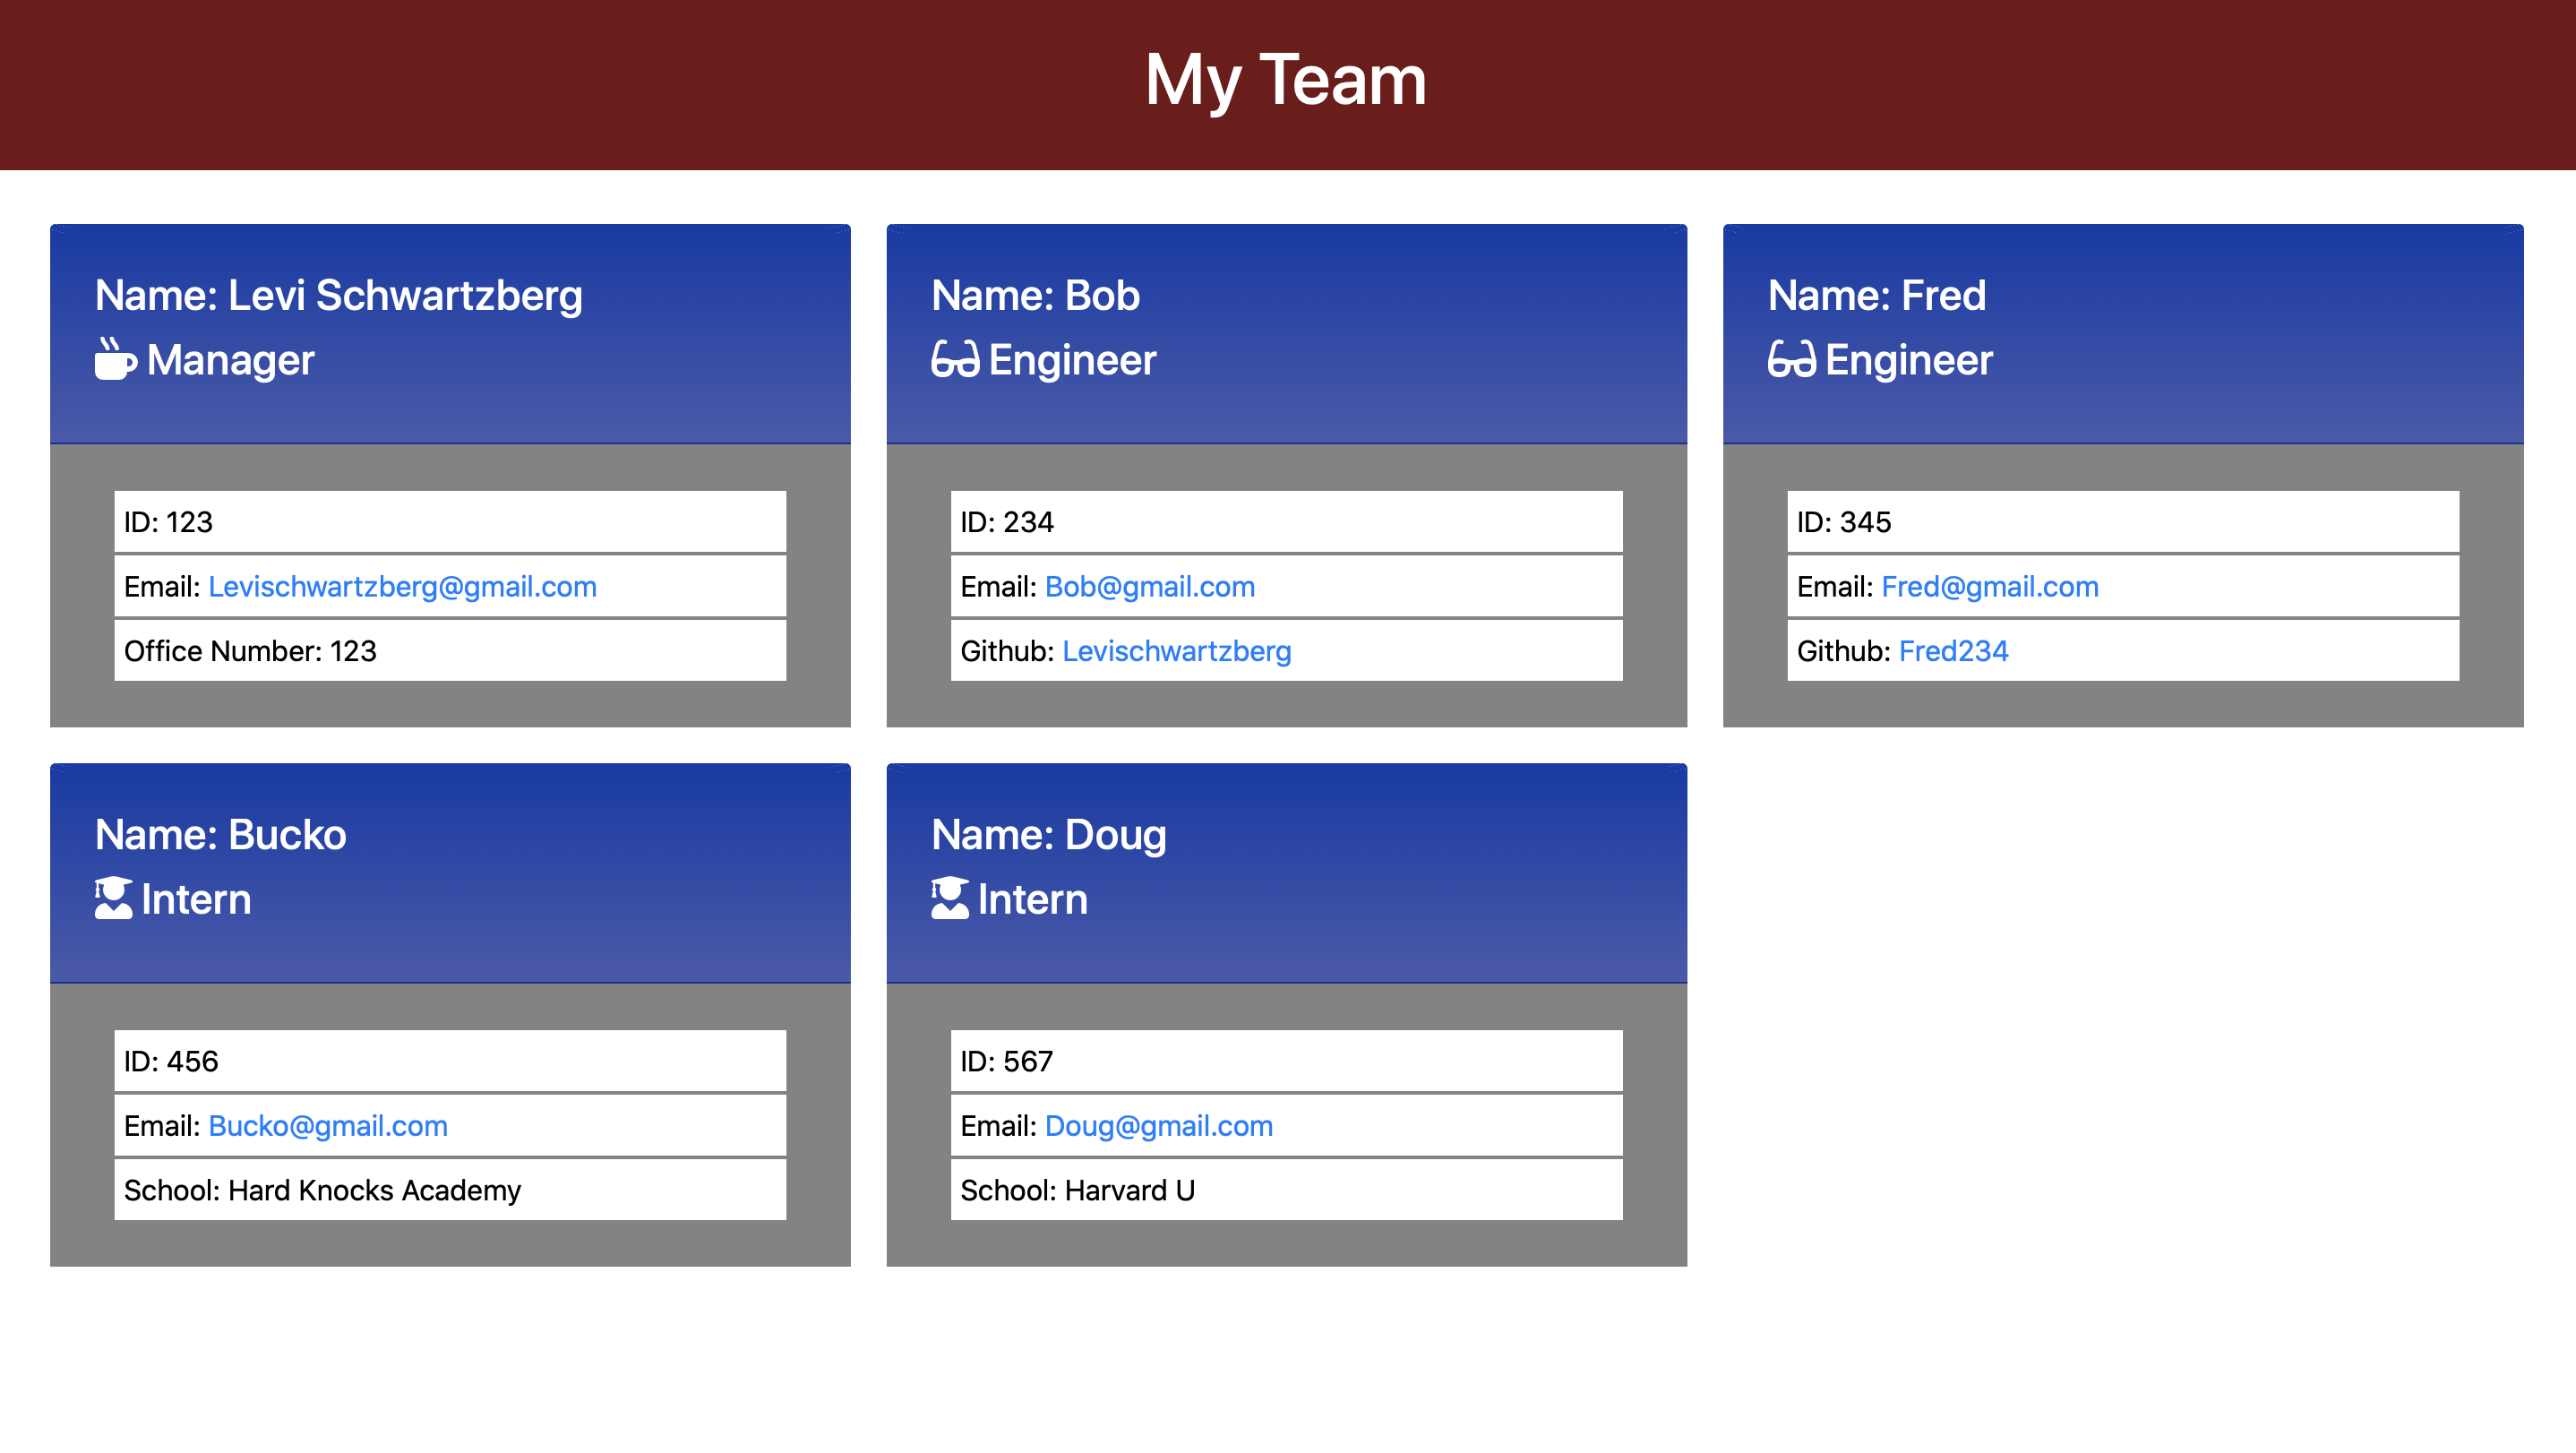 My Team
Name: Levi Schwartzberg
Manager
ID: 123
Email: Levischwartzberg@gmail.com
Office Number: 123
Name: Bob
Engineer
ID: 234
Email: Bob@gmail.com
Github: Levischwartzberg
Name: Fred
Engineer
ID: 345
Email: Fred@gmail.com
Github: Fred234
Name: Bucko
Intern
ID: 456
Email: Bucko@gmail.com
School: Hard Knocks Academy
Name: Doug
Intern
ID: 567
Email: Doug@gmail.com
School: Harvard U